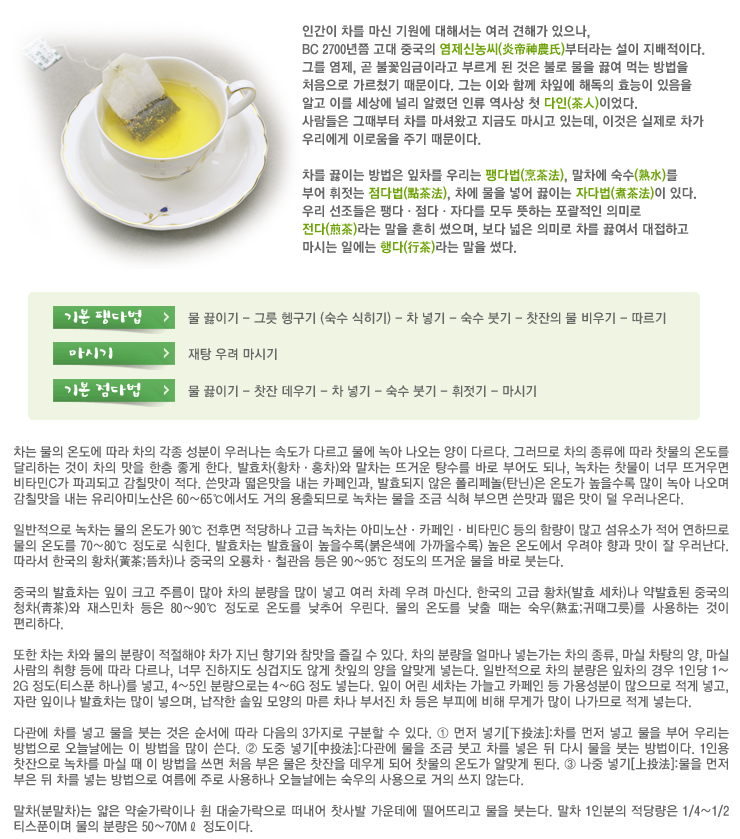 인간이 차를 마신 기원에 대해서는 여러 견해가 있으나,
BC 2700년쯤 고대 중국의 염제신농씨(炎帝神農氏)부터라는 설이 지배적이다.
그를 염제, 곧 불꽃임금이라고 부르게 된 것은 불로 물을 끓여 먹는 방법을
처음으로 가르쳤기 때문이다. 그는 이와 함께 차잎에 해독의 효능이 있음을
알고 이를 세상에 널리 알렸던 인류 역사상 첫 다인(茶人)이었다.
사람들은 그때부터 차를 마셔왔고 지금도 마시고 있는데, 이것은 실제로 차가
우리에게 이로움을 주기 때문이다.
차를 끓이는 방법은 잎차를 우리는 팽다법(烹茶法), 말차에 숙수(熟水)를
부어 휘젓는 점다법(點茶法), 차에 물을 넣어 끓이는 자다법(煮茶法)이 있다.
우리 선조들은 팽다 · 점다 · 자다를 모두 뜻하는 포괄적인 의미로
전다(煎茶)라는 말을 흔히 썼으며, 보다 넓은 의미로 차를 끓여서 대접하고
마시는 일에는 행다(行茶)라는 말을 썼다.
기본 팽다법 물 끓이기 – 그릇 헹구기 (숙수 식히기) – 차 넣기 – 숙수 붓기 – 찻잔의 물 비우기 – 따르기
마시기 재탕 우려 마시기
기본 점다법 물 끓이기 – 찻잔 데우기 – 차 넣기 – 숙수 붓기 – 휘젓기 – 마시기
차는 물의 온도에 따라 차의 각종 성분이 우러나는 속도가 다르고 물에 녹아 나오는 양이 다르다. 그러므로 차의 종류에 따라 찻물의 온도를
달리하는 것이 차의 맛을 한층 좋게 한다. 발효차(황차 · 홍차)와 말차는 뜨거운 탕수를 바로 부어도 되나, 녹차는 찻물이 너무 뜨거우면
비타민C가 파괴되고 감칠맛이 적다. 쓴맛과 떫은맛을 내는 카페인과, 발효되지 않은 폴리페놀(탄닌)은 온도가 높을수록 많이 녹아 나오며
감칠맛을 내는 유리아미노산은 60~65℃에서도 거의 용출되므로 녹차는 물을 조금 식혀 부으면 쓴맛과 떫은 맛이 덜 우러나온다.
일반적으로 녹차는 물의 온도가 90℃ 전후면 적당하나 고급 녹차는 아미노산 · 카페인 · 비타민C 등의 함량이 많고 섬유소가 적어 연하므로
물의 온도를 70~80℃ 정도로 식힌다. 발효차는 발효율이 높을수록(붉은색에 가까울수록) 높은 온도에서 우려야 향과 맛이 잘 우러난다.
따라서 한국의 황차(黃茶;뜸차)나 중국의 오룡차 · 철관음 등은 90~95℃ 정도의 뜨거운 물을 바로 붓는다.
중국의 발효차는 잎이 크고 주름이 많아 차의 분량을 많이 넣고 여러 차례 우려 마신다. 한국의 고급 황차(발효 세차)나 약발효된 중국의
청차(靑茶)와 재스민차 등은 80~90℃ 정도로 온도를 낮추어 우린다. 물의 온도를 낮출 때는 숙우(熟盂;귀때그릇)를 사용하는 것이
편리하다.
또한 차는 차와 물의 분량이 적절해야 차가 지닌 향기와 참맛을 즐길 수 있다. 차의 분량을 얼마나 넣는가는 차의 종류, 마실 차탕의 양, 마실
사람의 취향 등에 따라 다르나, 너무 진하지도 싱겁지도 않게 찻잎의 양을 알맞게 넣는다. 일반적으로 차의 분량은 잎차의 경우 1인당 1~
2G 정도(티스푼 하나)를 넣고, 4~5인 분량으로는 4~6G 정도 넣는다. 잎이 어린 세차는 가늘고 카페인 등 가용성분이 많으므로 적게 넣고,
자란 잎이나 발효차는 많이 넣으며, 납작한 솔잎 모양의 마른 차나 부서진 차 등은 부피에 비해 무게가 많이 나가므로 적게 넣는다.
다관에 차를 넣고 물을 붓는 것은 순서에 따라 다음의 3가지로 구분할 수 있다. ① 먼저 넣기[下投法]:차를 먼저 넣고 물을 부어 우리는
방법으로 오늘날에는 이 방법을 많이 쓴다. ② 도중 넣기[中投法]:다관에 물을 조금 붓고 차를 넣은 뒤 다시 물을 붓는 방법이다. 1인용
찻잔으로 녹차를 마실 때 이 방법을 쓰면 처음 부은 물은 찻잔을 데우게 되어 찻물의 온도가 알맞게 된다. ③ 나중 넣기[上投法]:물을 먼저
부은 뒤 차를 넣는 방법으로 여름에 주로 사용하나 오늘날에는 숙우의 사용으로 거의 쓰지 않는다.
말차(분말차)는 얇은 약숟가락이나 휜 대숟가락으로 떠내어 찻사발 가운데에 떨어뜨리고 물을 붓는다. 말차 1인분의 적당량은 1/4~1/2
티스푼이며 물의 분량은 50~70Mℓ 정도이다.